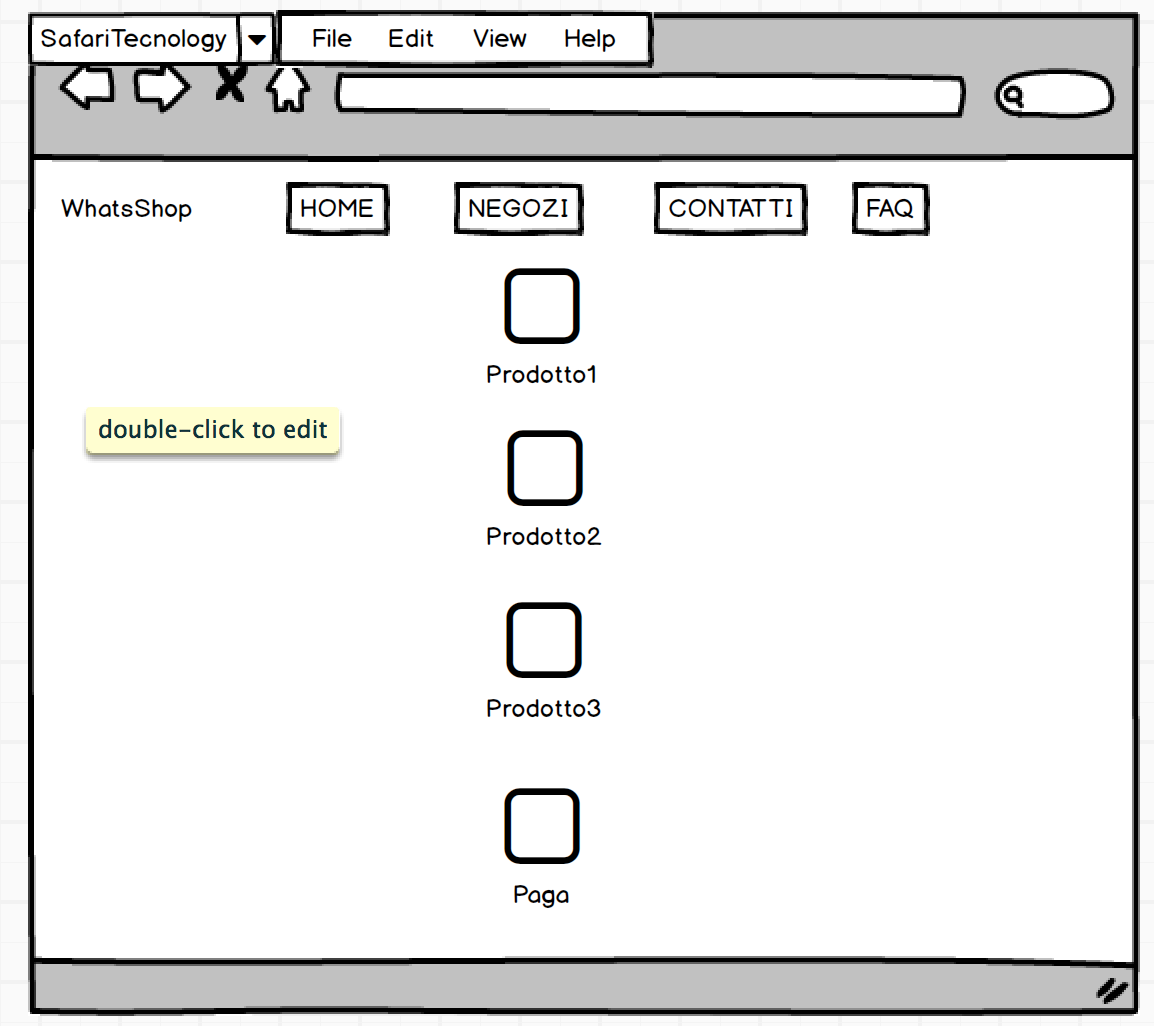 SafariTecnology File Edit View Help
WhatsShop HOME NEGOZI CONTATTI FAQ
Prodotto1
double-click to edit
Prodotto2
Prodotto3
Paga